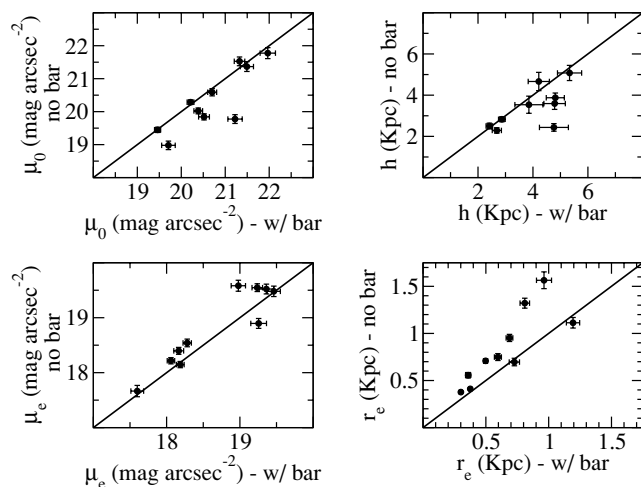 22
21
20
19
μ₀ (mag arcsec⁻²)
no bar
19 20 21 22
μ₀ (mag arcsec⁻²) - w/ bar
8
6
4
2
h (Kpc) - no bar
2 4 6 8
h (Kpc) - w/ bar
19
18
μₑ (mag arcsec⁻²)
no bar
18 19
μₑ (mag arcsec⁻²) - w/ bar
1.5
1
0.5
rₑ (Kpc) - no bar
0.5 1 1.5
rₑ (Kpc) - w/ bar